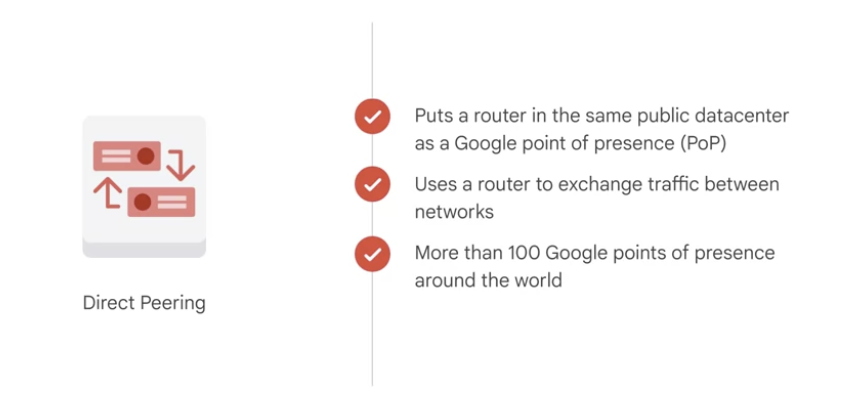 Puts a router in the same public datacenter
as a Google point of presence (PoP)
Uses a router to exchange traffic between
networks
More than 100 Google points of presence
around the world
Direct Peering